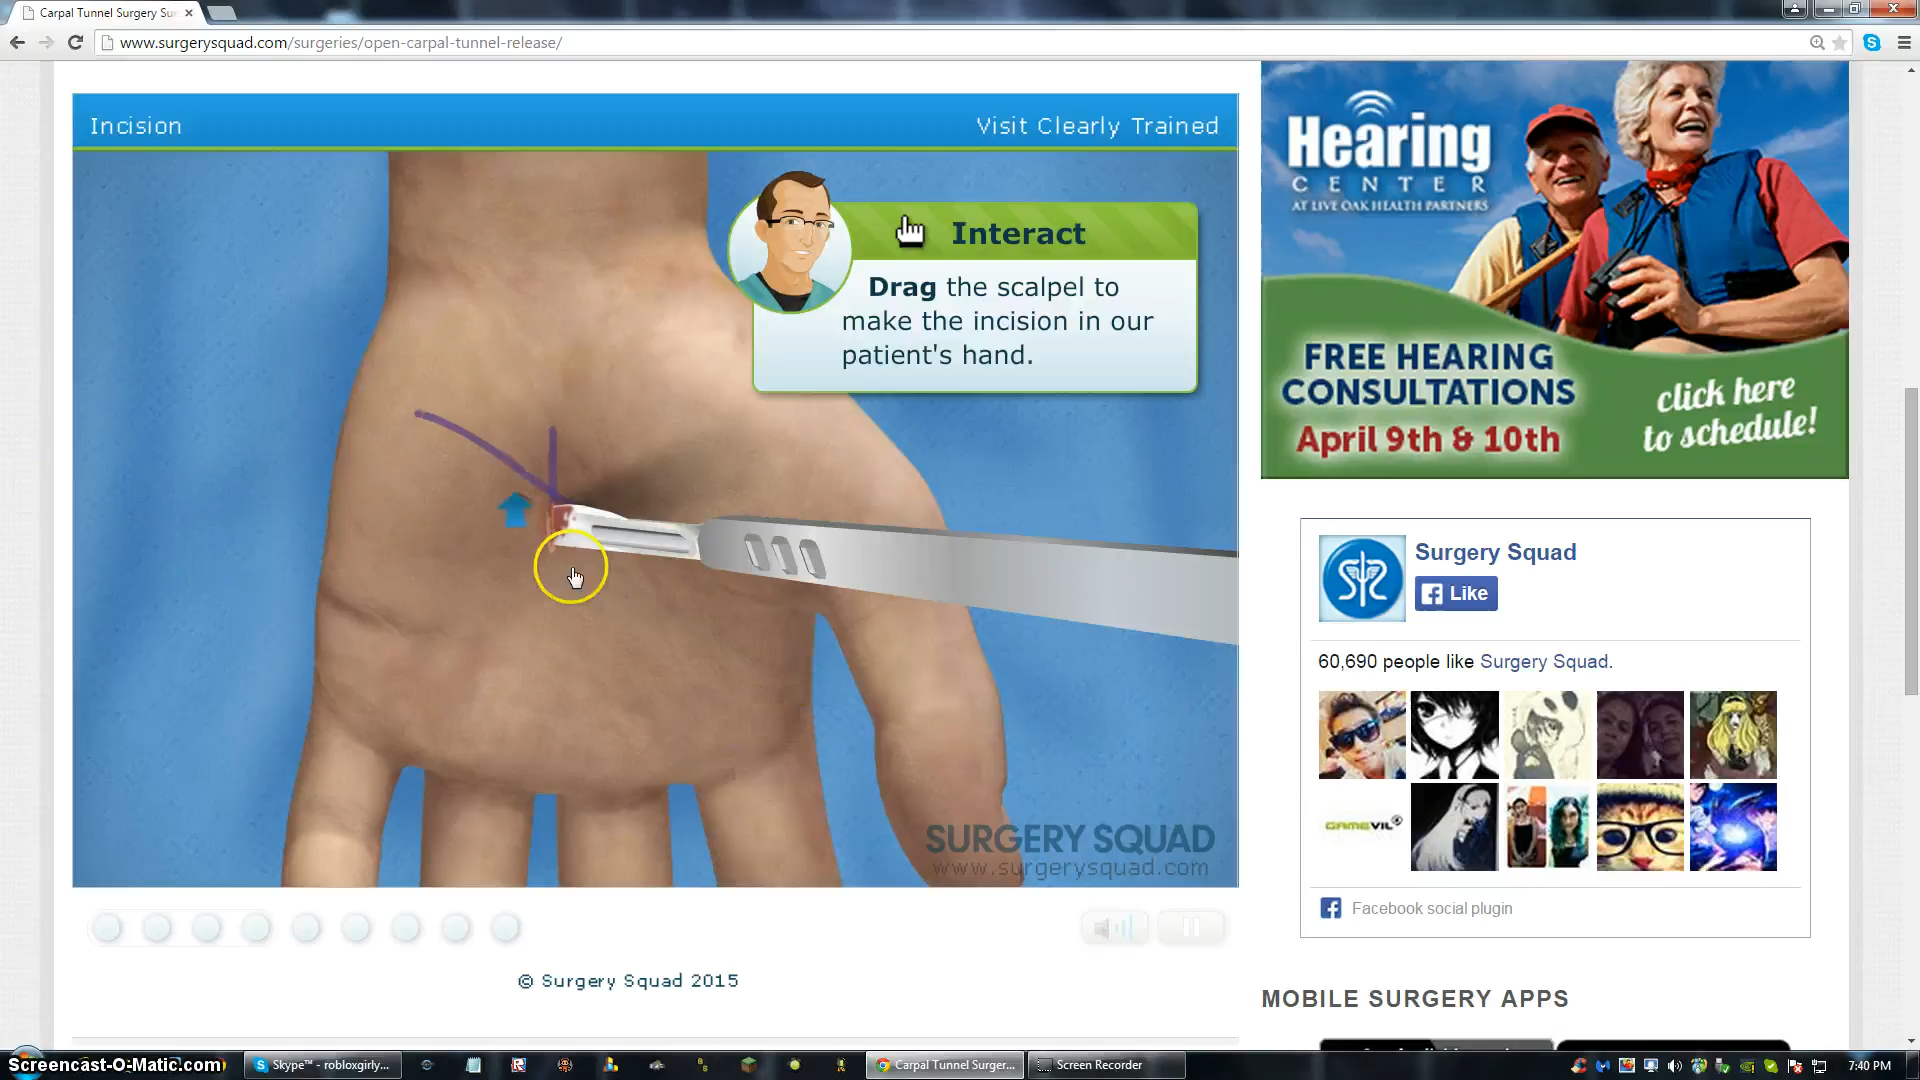 Carpal Tunnel Surgery Su
www.surgerysquad.com/surgeries/open-carpal-tunnel-release/
Incision
Visit Clearly Trained
Interact
Drag the scalpel to
make the incision in our
patient's hand.
SURGERY SQUAD
www.surgerysquad.com
© Surgery Squad 2015
Hearing
CENTER
AT LIVE OAK HEALTH PARTNERS
FREE HEARING
CONSULTATIONS
April 9th & 10th
click here
to schedule!
Surgery Squad
Like
60,690 people like Surgery Squad.
GAMEVIL
Facebook social plugin
MOBILE SURGERY APPS
Screencast-O-Matic.com
Skype™ - robloxgirly...
Carpal Tunnel Surger...
Screen Recorder
7:40 PM